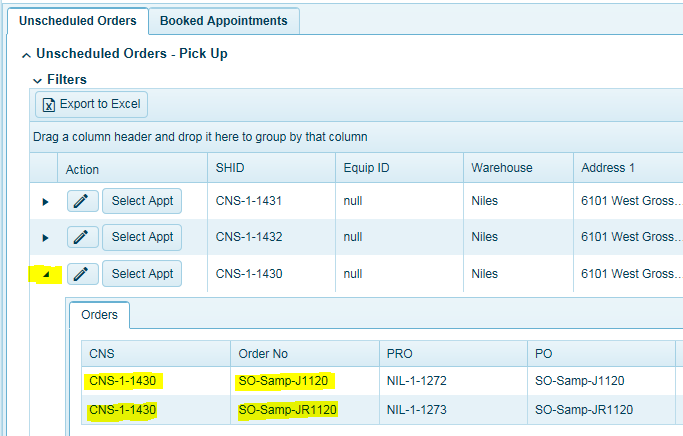 Unscheduled Orders Booked Appointments
Unscheduled Orders - Pick Up
Filters
Export to Excel
Drag a column header and drop it here to group by that column
Action SHID Equip ID Warehouse Address 1
Select Appt CNS-1-1431 null Niles 6101 West Gross...
Select Appt CNS-1-1432 null Niles 6101 West Gross...
Select Appt CNS-1-1430 null Niles 6101 West Gross...
Orders
CNS Order No PRO PO
CNS-1-1430 SO-Samp-J1120 NIL-1-1272 SO-Samp-J1120
CNS-1-1430 SO-Samp-JR1120 NIL-1-1273 SO-Samp-JR1120